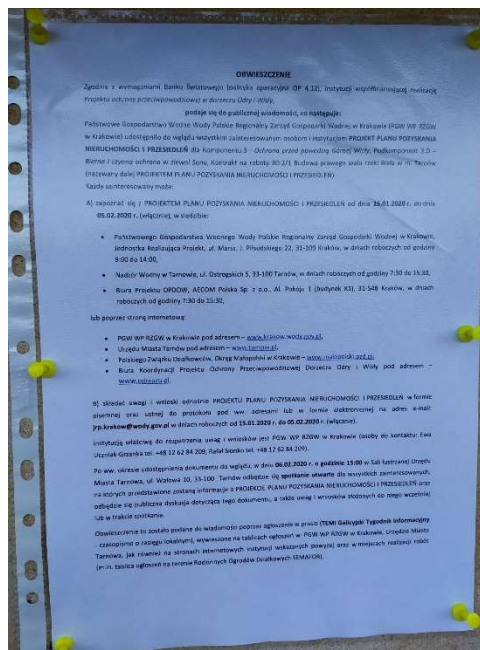 OBWIESZCZENIE
Zgodnie z wymaganiami Banku Światowego (polityka operacyjna OP 4.12), instytucji współfinansującej realizację
Projektu ochrony przeciwpowodziowej w dorzeczu Odry i Wisły,
podaje się do publicznej wiadomości, co następuje:
Państwowe Gospodarstwo Wodne Wody Polskie Regionalny Zarząd Gospodarki Wodnej w Krakowie (PGW WP RZGW
w Krakowie) udostępniło do wglądu wszystkim zainteresowanym osobom i instytucjom PROJEKT PLANU POZYSKANIA
NIERUCHOMOŚCI I PRZESIEDLEŃ dla Komponentu 3 - Ochrona przed powodzią Górnej Wisły, Podkomponent 3.D –
Bierna i czynna ochrona w zlewni Sanu, Kontrakt na roboty 3D.2/1 Budowa prawego wału rzeki Biała w m. Tarnów
(nazywany dalej PROJEKTEM PLANU POZYSKANIA NIERUCHOMOŚCI I PRZESIEDLEŃ)
Każdy zainteresowany może:
A) zapoznać się z PROJEKTEM PLANU POZYSKANIA NIERUCHOMOŚCI I PRZESIEDLEŃ od dnia 15.01.2020 r. do dnia
05.02.2020 r. (włącznie), w siedzibie:
• Państwowego Gospodarstwa Wodnego Wody Polskie Regionalny Zarząd Gospodarki Wodnej w Krakowie,
Jednostka Realizująca Projekt, ul. Marsz. J. Piłsudskiego 22, 31-109 Kraków, w dniach roboczych od godziny
9:00 do 14:00,
• Nadzór Wodny w Tarnowie, ul. Ostrogskich 5, 33-100 Tarnów, w dniach roboczych od godziny 7:30 do 15:30,
• Biura Projektu OPDOW, AECOM Polska Sp. z o.o., Al. Pokoju 1 (budynek K1), 31-548 Kraków, w dniach
roboczych od godziny 7:30 do 15:30,
lub poprzez stronę internetową:
• PGW WP RZGW w Krakowie pod adresem – www.krakow.wody.gov.pl,
• Urzędu Miasta Tarnów pod adresem – www.tarnow.pl,
• Polskiego Związku Działkowców, Okręg Małopolski w Krakowie – www.malopolski.pzd.pl,
• Biura Koordynacji Projektu Ochrony Przeciwpowodziowej Dorzecza Odry i Wisły pod adresem –
www.odrapcu.pl.
B) składać uwagi i wnioski odnośnie PROJEKTU PLANU POZYSKANIA NIERUCHOMOŚCI I PRZESIEDLEŃ w formie
pisemnej oraz ustnej do protokołu pod ww. adresami lub w formie elektronicznej na adres e-mail:
jrp.krakow@wody.gov.pl w dniach roboczych od 15.01.2020 r. do 05.02.2020 r. (włącznie).
Instytucją właściwą do rozpatrzenia uwag i wniosków jest PGW WP RZGW w Krakowie (osoby do kontaktu: Ewa
tel. +48 12 62 84 209, Rafał tel. +48 12 62 84 209).
Po ww. okresie udostępniania dokumentu do wglądu, w dniu 06.02.2020 r. o godzinie 15:00 w Sali lustrzanej Urzędu
Miasta Tarnowa, ul. Wałowa 10, 33-100 Tarnów odbędzie się spotkanie otwarte dla wszystkich zainteresowanych,
na których przedstawione zostaną informacje o PROJEKCIE PLANU POZYSKANIA NIERUCHOMOŚCI I PRZESIEDLEŃ oraz
odbędzie się publiczna dyskusja dotycząca tego dokumentu, a także uwag i wniosków złożonych do niego wcześniej
lub w trakcie spotkania.
Obwieszczenie to zostało podane do wiadomości poprzez ogłoszenie w prasie (TEMI Galicyjski Tygodnik Informacyjny
- czasopismo o zasięgu lokalnym), wywieszone na tablicach ogłoszeń w PGW WP RZGW w Krakowie, Urzędzie Miasta
Tarnowa, jak również na stronach internetowych instytucji wskazanych powyżej oraz w miejscach realizacji robót
(m.in. tablica ogłoszeń na terenie Rodzinnych Ogrodów Działkowych SEMAFOR).